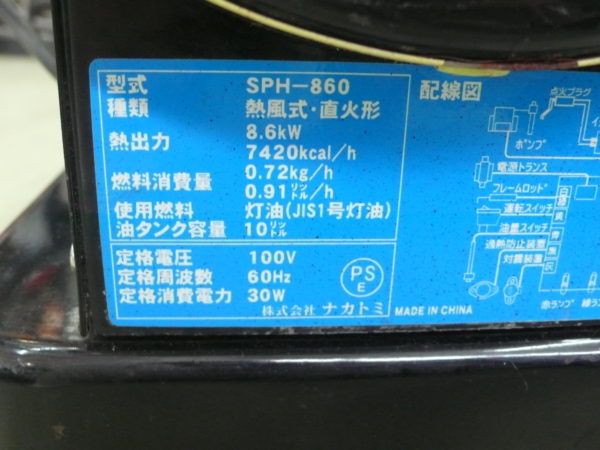 型式 SPH-860
種類 熱風式・直火形
熱出力 8.6kW
7420kcal/h
燃料消費量 0.72kg/h
0.91㍑/h
使用燃料 灯油(JIS1号灯油)
油タンク容量 10㍑
定格電圧 100V
定格周波数 60Hz
定格消費電力 30W
PS
E
株式会社 ナカトミ
MADE IN CHINA
配線図
点火プラグ
ポンプ
電源トランス
フレームロッド
運転スイッチ
油量スイッチ
過熱防止装置
対震装置
白
黄
青
灰
赤ランプ